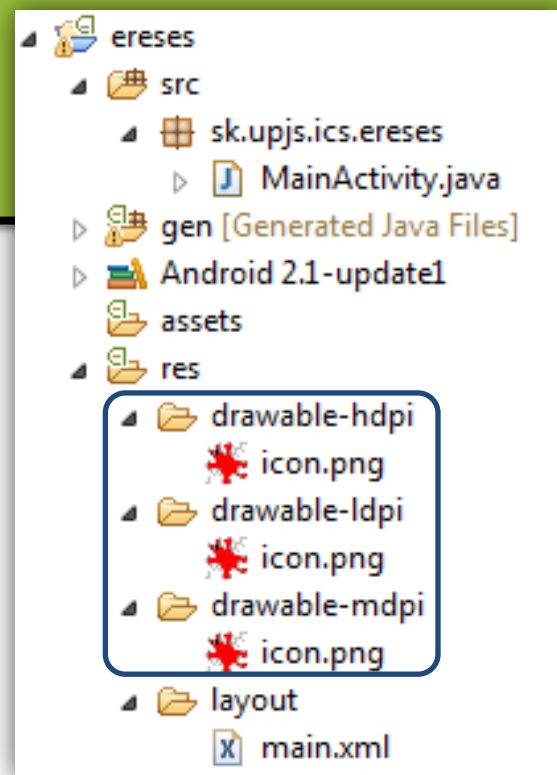 ereses
src
sk.upjs.ics.ereses
MainActivity.java
gen [Generated Java Files]
Android 2.1-update1
assets
res
drawable-hdpi
icon.png
drawable-ldpi
icon.png
drawable-mdpi
icon.png
layout
main.xml